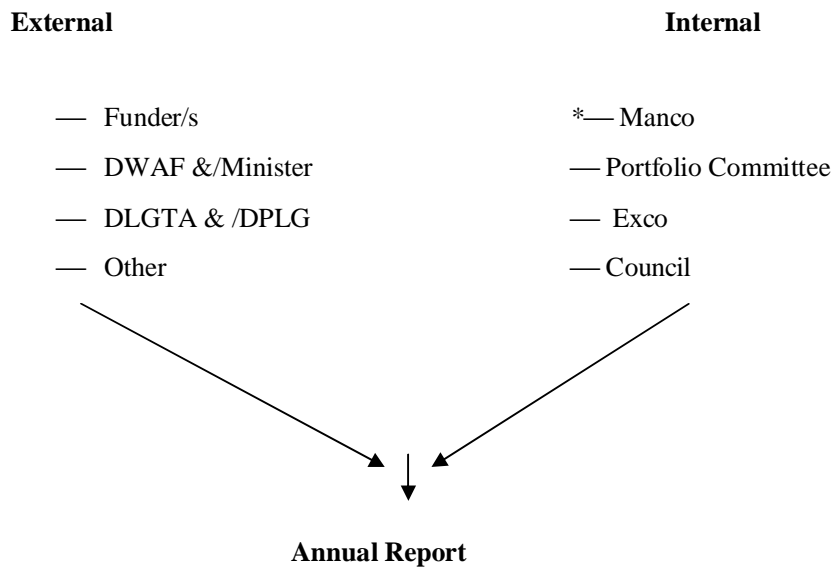 External Internal
— Funder/s
— DWAF &/Minister
— DLGTA & /DPLG
— Other
*— Manco
— Portfolio Committee
— Exco
— Council
Annual Report